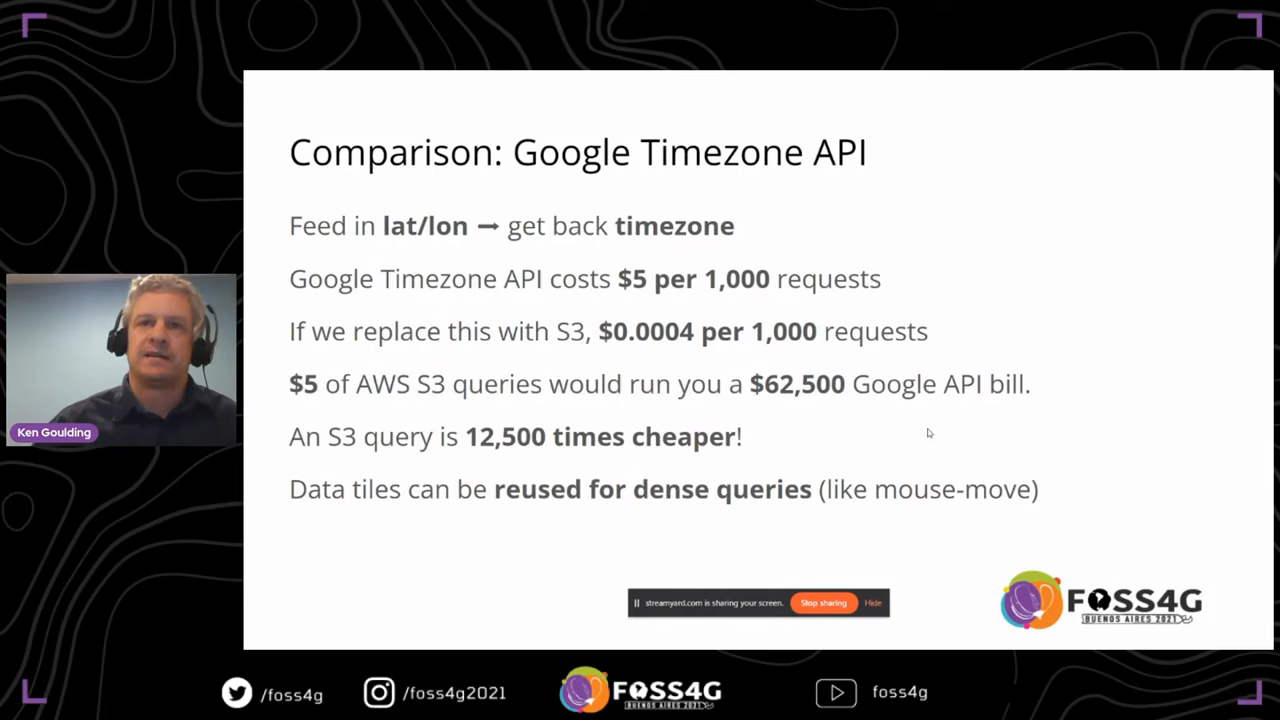 Comparison: Google Timezone API
Feed in lat/lon ➞ get back timezone
Google Timezone API costs $5 per 1,000 requests
If we replace this with S3, $0.0004 per 1,000 requests
$5 of AWS S3 queries would run you a $62,500 Google API bill.
An S3 query is 12,500 times cheaper!
Data tiles can be reused for dense queries (like mouse-move)
Ken Goulding
streamyard.com is sharing your screen. Stop sharing Hide
FOSS4G
BUENOS AIRES 2021
/foss4g
/foss4g2021
FOSS4G
BUENOS AIRES 2021
foss4g